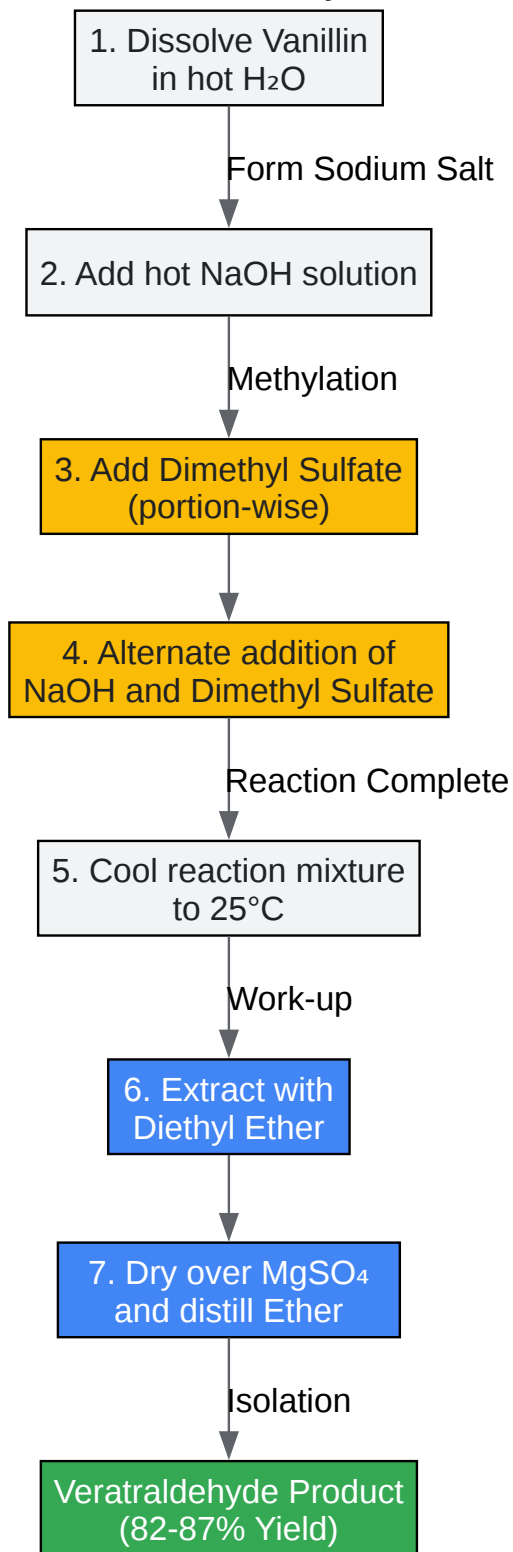 1. Dissolve Vanillin
in hot H₂O
Form Sodium Salt
2. Add hot NaOH solution
Methylation
3. Add Dimethyl Sulfate
(portion-wise)
4. Alternate addition of
NaOH and Dimethyl Sulfate
Reaction Complete
5. Cool reaction mixture
to 25°C
Work-up
6. Extract with
Diethyl Ether
7. Dry over MgSO₄
and distill Ether
Isolation
Veratraldehyde Product
(82-87% Yield)